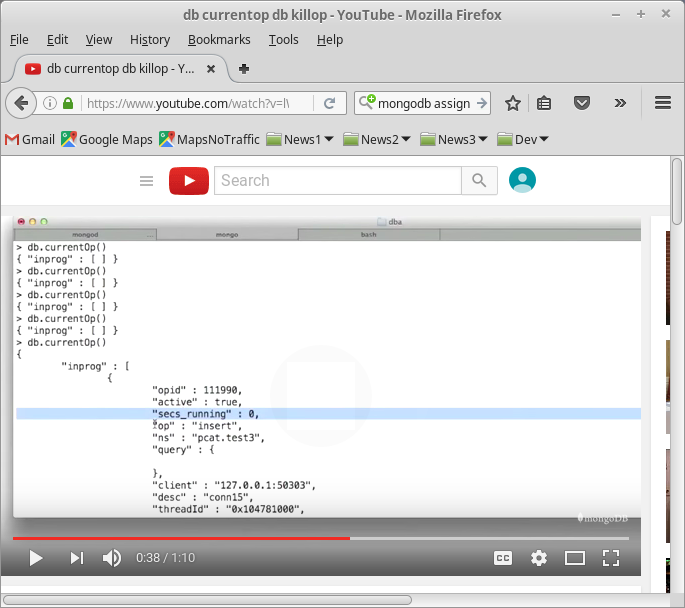 db currentop db killop - YouTube - Mozilla Firefox
File Edit View History Bookmarks Tools Help
db currentop db killop - Y...
https://www.youtube.com/watch?v=l\
mongodb assign
Gmail Google Maps MapsNoTraffic News1 News2 News3 Dev
Search
dba
mongod mongo bash
> db.currentOp()
{ "inprog" : [ ] }
> db.currentOp()
{ "inprog" : [ ] }
> db.currentOp()
{ "inprog" : [ ] }
> db.currentOp()
{ "inprog" : [ ] }
> db.currentOp()
{
"inprog" : [
{
"opid" : 111990,
"active" : true,
"secs_running" : 0,
"op" : "insert",
"ns" : "pcat.test3",
"query" : {
},
"client" : "127.0.0.1:50303",
"desc" : "conn15",
"threadId" : "0x104781000",
mongoDB
0:38 / 1:10
CC